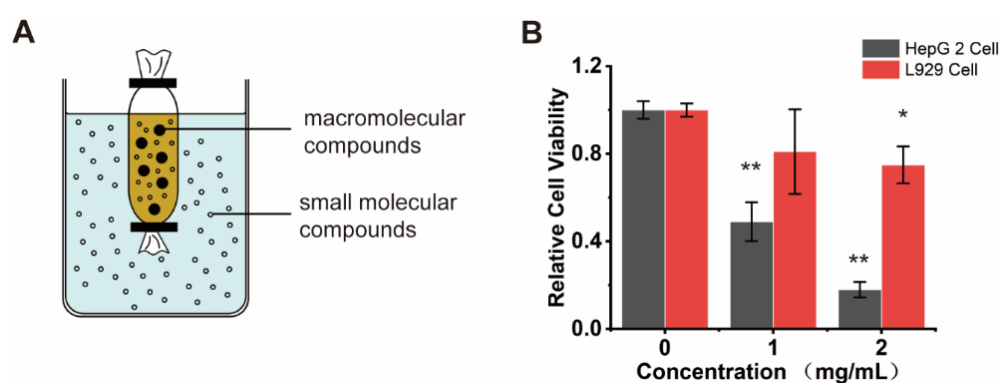 A
macromolecular
compounds
small molecular
compounds
B
HepG 2 Cell
L929 Cell
Relative Cell Viability
1.2
0.8
0.4
0.0
**
**
*
0
1
2
Concentration （mg/mL）